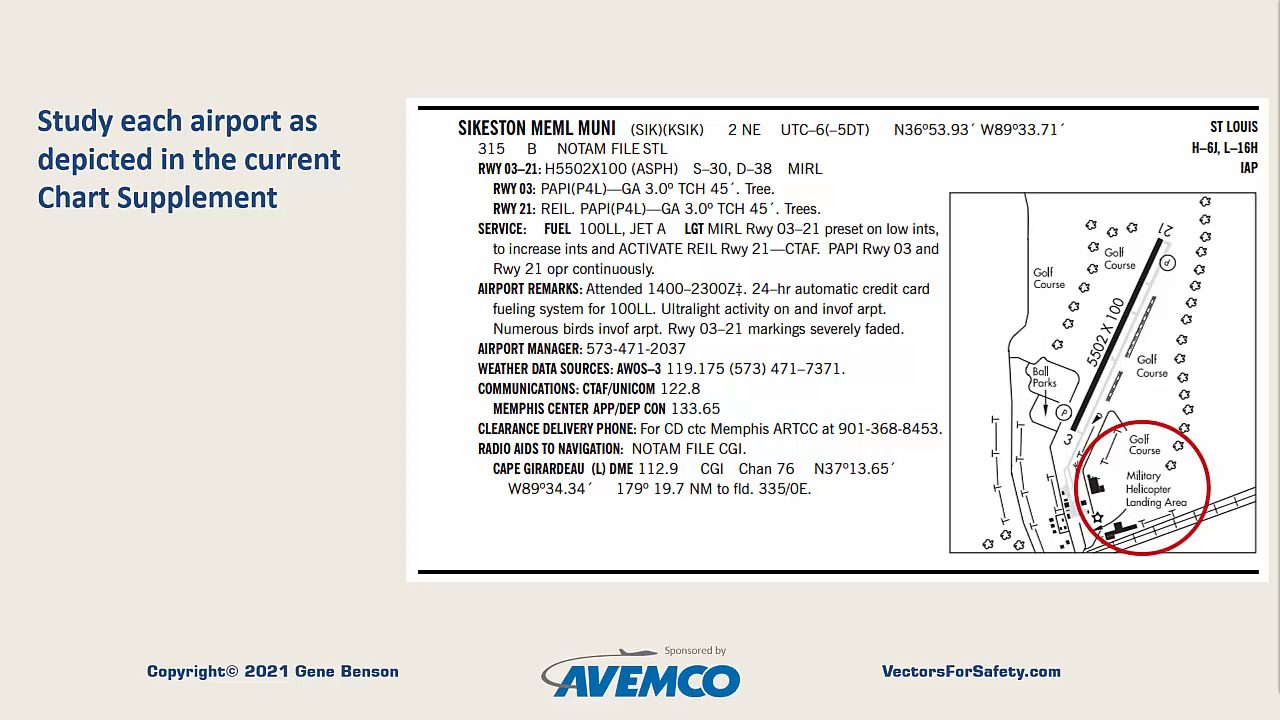 Study each airport as
depicted in the current
Chart Supplement
SIKESTON MEML MUNI (SIK)(KSIK) 2 NE UTC–6(–5DT) N36º53.93´ W89º33.71´
ST LOUIS
315 B NOTAM FILE STL
H–6J, L–16H
IAP
RWY 03–21: H5502X100 (ASPH) S–30, D–38 MIRL
RWY 03: PAPI(P4L)—GA 3.0º TCH 45´. Tree.
RWY 21: REIL. PAPI(P4L)—GA 3.0º TCH 45´. Trees.
SERVICE: FUEL 100LL, JET A LGT MIRL Rwy 03–21 preset on low ints,
to increase ints and ACTIVATE REIL Rwy 21—CTAF. PAPI Rwy 03 and
Rwy 21 opr continuously.
AIRPORT REMARKS: Attended 1400–2300Z‡. 24–hr automatic credit card
fueling system for 100LL. Ultralight activity on and invof arpt.
Numerous birds invof arpt. Rwy 03–21 markings severely faded.
AIRPORT MANAGER: 573-471-2037
WEATHER DATA SOURCES: AWOS–3 119.175 (573) 471–7371.
COMMUNICATIONS: CTAF/UNICOM 122.8
MEMPHIS CENTER APP/DEP CON 133.65
CLEARANCE DELIVERY PHONE: For CD ctc Memphis ARTCC at 901-368-8453.
RADIO AIDS TO NAVIGATION: NOTAM FILE CGI.
CAPE GIRARDEAU (L) DME 112.9 CGI Chan 76 N37º13.65´
W89º34.34´ 179º 19.7 NM to fld. 335/0E.
21
P
Golf
Course
Golf
Course
5502 X 100
Golf
Course
Ball
Parks
P
3
Golf
Course
Military
Helicopter
Landing Area
Copyright© 2021 Gene Benson
Sponsored by
AVEMCO
VectorsForSafety.com